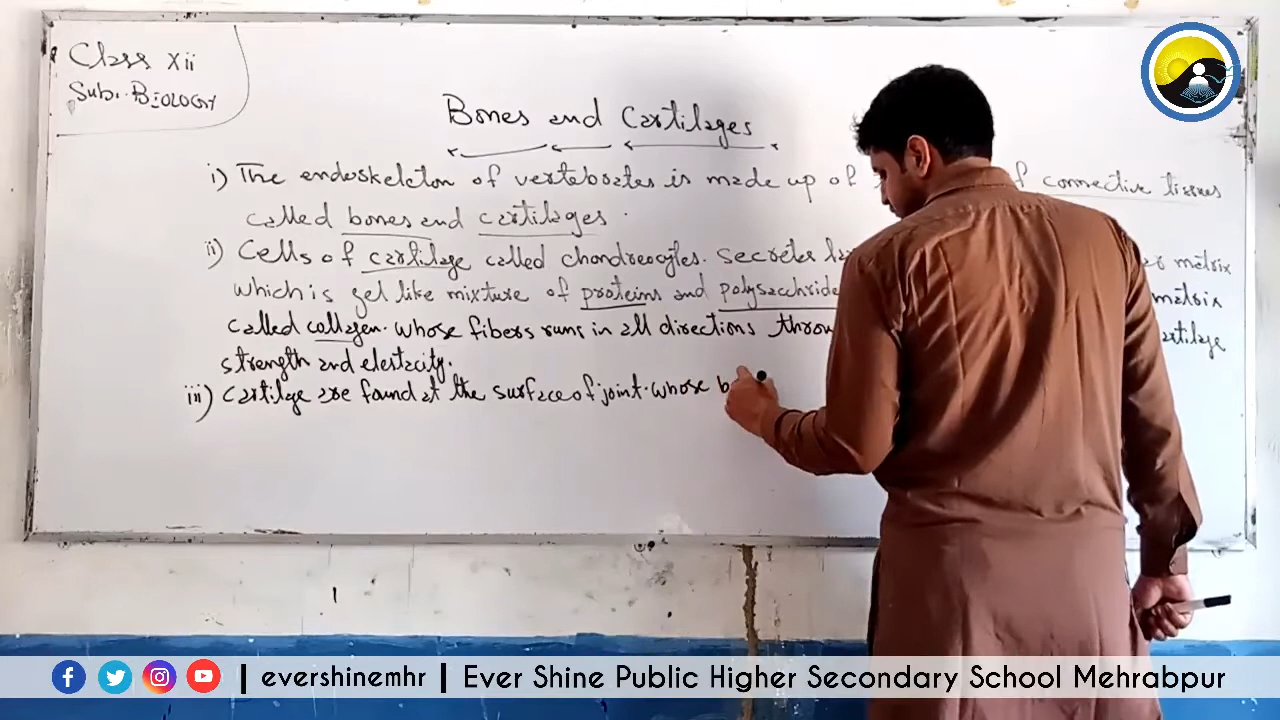 Class Xii
Sub: BiOLOGY
Bones and Cartilages
i) The endoskeleton of vertebrates is made up of of connective tissues
called bones and cartilages.
ii) Cells of cartilage called chondreocytes. secretes matrix
which is gel like mixture of proteins and polysacchride matrix
called collagen. whose fibers runs in all directions cartilage
strength and elestacity.
iii) Cartilage are found at the surface of joint. whose
| evershinemhr | Ever Shine Public Higher Secondary School Mehrabpur